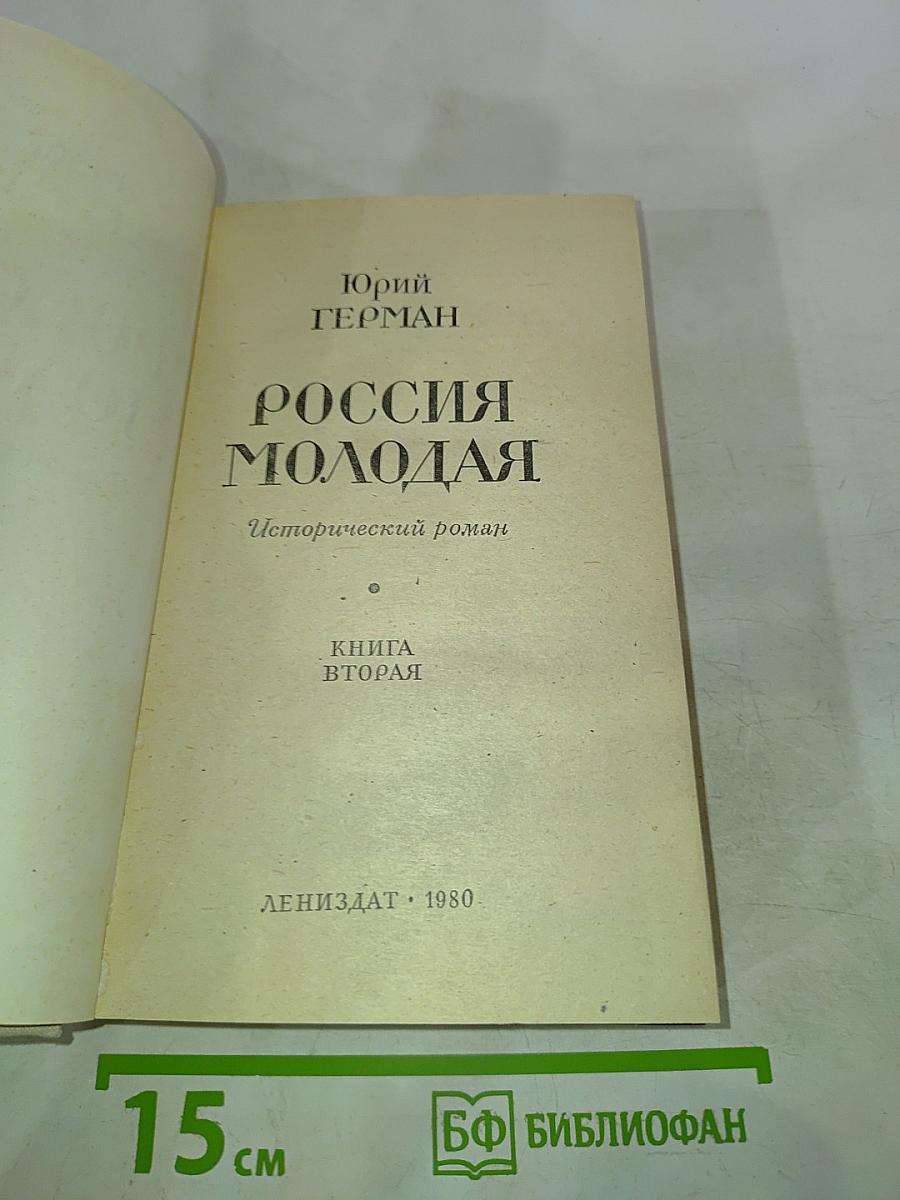 Юрий
ГЕРМАН
РОССИЯ
МОЛОДАЯ
Исторический роман
КНИГА
ВТОРАЯ
ЛЕНИЗДАТ • 1980
15 см
БФ БИБЛИОФАН